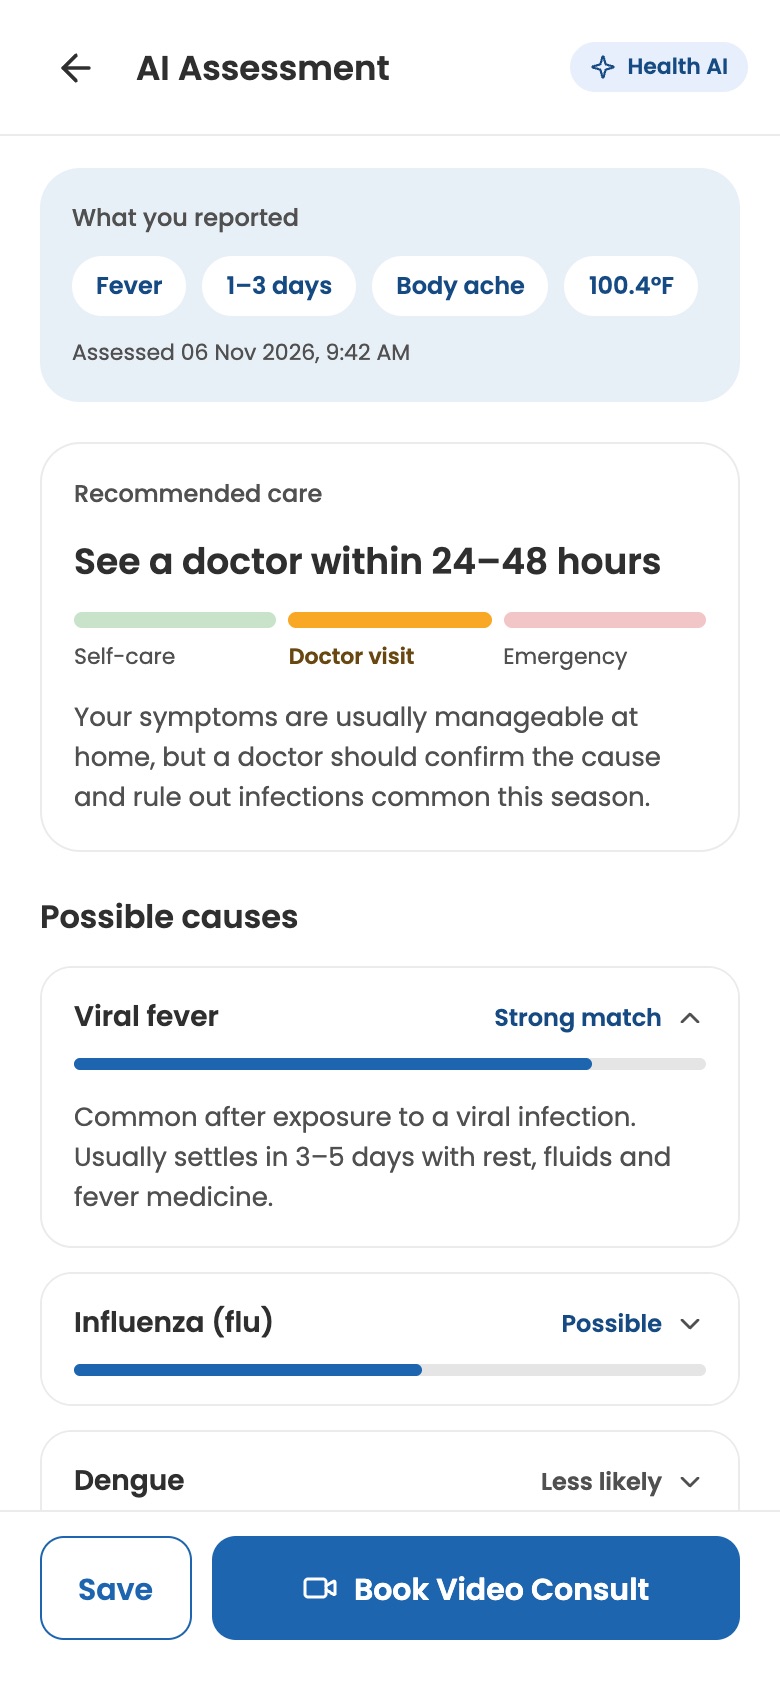 AI Assessment
Health AI
What you reported
Fever
1–3 days
Body ache
100.4°F
Assessed 06 Nov 2026, 9:42 AM
Recommended care
See a doctor within 24–48 hours
Self-care
Doctor visit
Emergency
Your symptoms are usually manageable at
home, but a doctor should confirm the cause
and rule out infections common this season.
Possible causes
Viral fever
Strong match
Common after exposure to a viral infection.
Usually settles in 3–5 days with rest, fluids and
fever medicine.
Influenza (flu)
Possible
Dengue
Less likely
Save
Book Video Consult